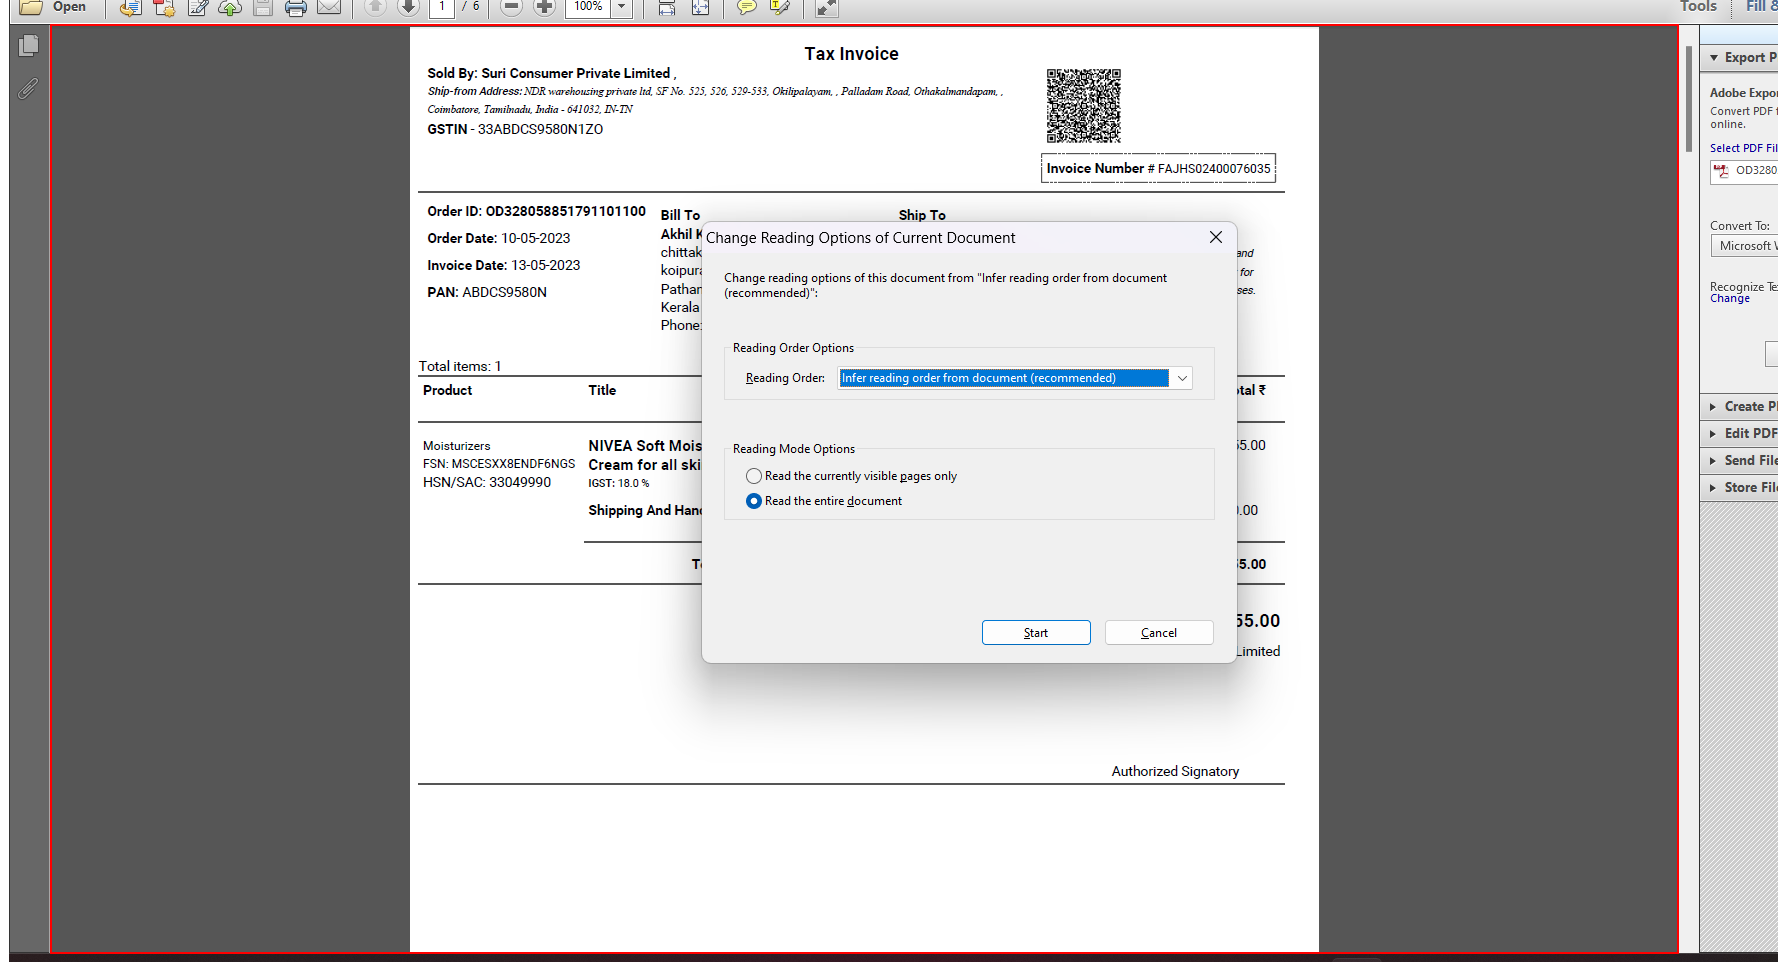 Open
1 / 6
100%
Tools
Fill &
Tax Invoice
Sold By: Suri Consumer Private Limited ,
Ship-from Address: NDR warehousing private ltd, SF No. 525, 526, 529-533, Okilipalayam, , Palladam Road, Othakalmandapam, ,
Coimbatore, Tamilnadu, India - 641032, IN-TN
GSTIN - 33ABDCS9580N1ZO
Invoice Number # FAJHS02400076035
Order ID: OD328058851791101100
Order Date: 10-05-2023
Invoice Date: 13-05-2023
PAN: ABDCS9580N
Bill To
Akhil K
chittak
koipura
Pathan
Kerala
Phone:
Ship To
and
for
ses.
Total items: 1
Product
Title
otal ₹
Moisturizers
FSN: MSCESXX8ENDF6NGS
HSN/SAC: 33049990
NIVEA Soft Mois
Cream for all ski
IGST: 18.0 %
55.00
Shipping And Hand
0.00
To
55.00
55.00
Limited
Authorized Signatory
Change Reading Options of Current Document
Change reading options of this document from "Infer reading order from document
(recommended)":
Reading Order Options
Reading Order: Infer reading order from document (recommended)
Reading Mode Options
Read the currently visible pages only
Read the entire document
Start
Cancel
Export P
Adobe Expor
Convert PDF f
online.
Select PDF Fil
OD3280
Convert To:
Microsoft W
Recognize Te
Change
Create P
Edit PDF
Send File
Store File